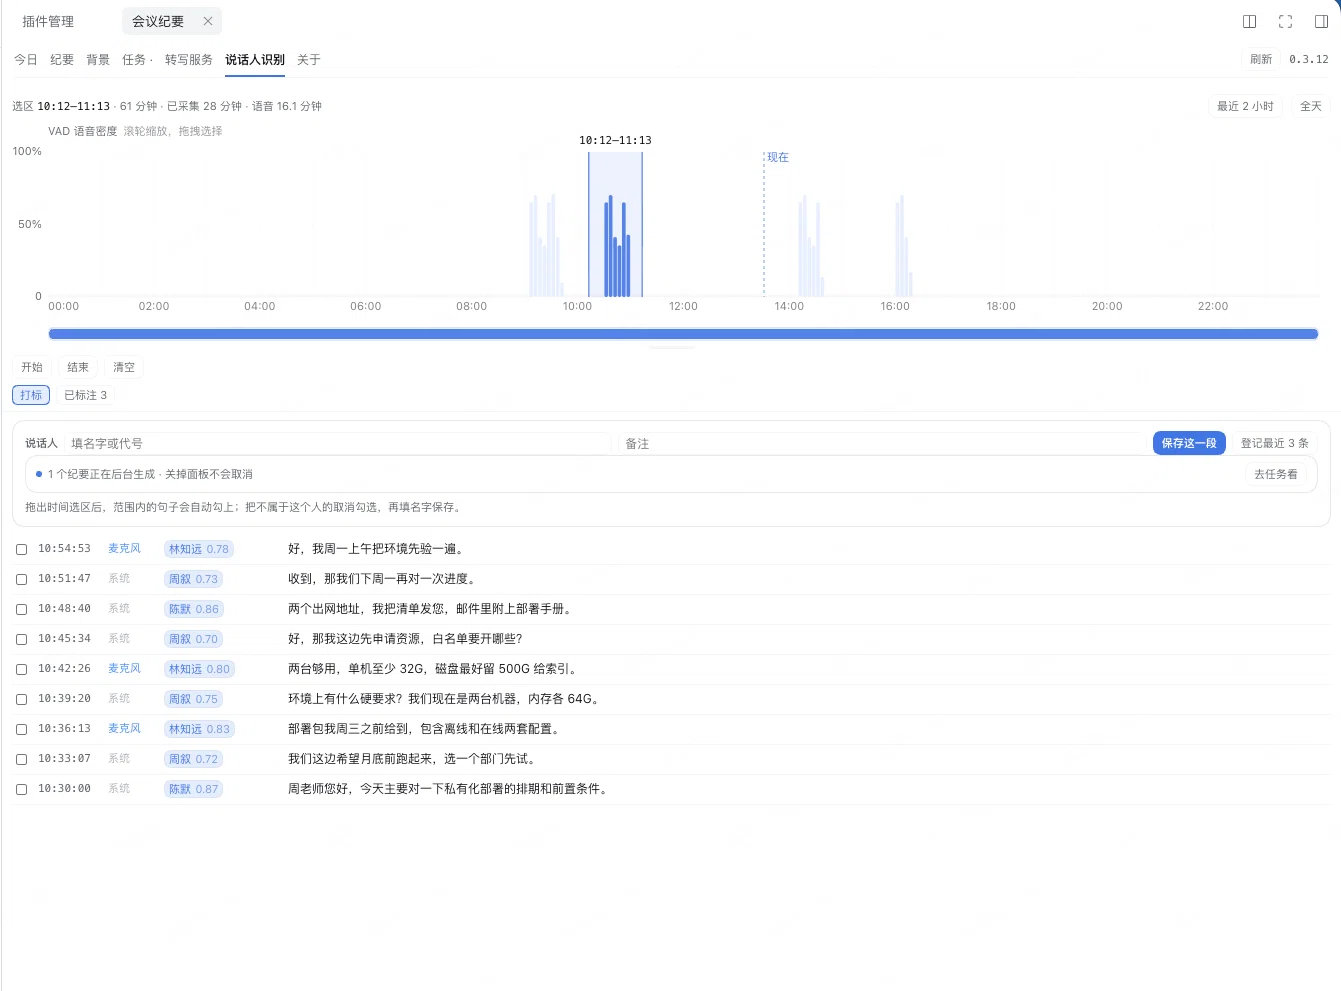 插件管理
会议纪要
今日 纪要 背景 任务 · 转写服务 说话人识别 关于
刷新 0.3.12
选区 10:12—11:13 · 61 分钟 · 已采集 28 分钟 · 语音 16.1 分钟
最近 2 小时 全天
VAD 语音密度 滚轮缩放，拖拽选择
10:12—11:13
100%
现在
50%
0
00:00 02:00 04:00 06:00 08:00 10:00 12:00 14:00 16:00 18:00 20:00 22:00
开始 结束 清空
打标 已标注 3
说话人 填名字或代号 备注 保存这一段 登记最近 3 条
1 个纪要正在后台生成 · 关掉面板不会取消 去任务看
拖出时间选区后，范围内的句子会自动勾上；把不属于这个人的取消勾选，再填名字保存。
10:54:53 麦克风 林知远 0.78 好，我周一上午把环境先验一遍。
10:51:47 系统 周叙 0.73 收到，那我们下周一再对一次进度。
10:48:40 系统 陈默 0.86 两个出网地址，我把清单发您，邮件里附上部署手册。
10:45:34 系统 周叙 0.70 好，那我这边先申请资源，白名单要开哪些？
10:42:26 麦克风 林知远 0.80 两台够用，单机至少 32G，磁盘最好留 500G 给索引。
10:39:20 系统 周叙 0.75 环境上有什么硬要求？我们现在是两台机器，内存各 64G。
10:36:13 麦克风 林知远 0.83 部署包我周三之前给到，包含离线和在线两套配置。
10:33:07 系统 周叙 0.72 我们这边希望月底前跑起来，选一个部门先试。
10:30:00 系统 陈默 0.87 周老师您好，今天主要对一下私有化部署的排期和前置条件。